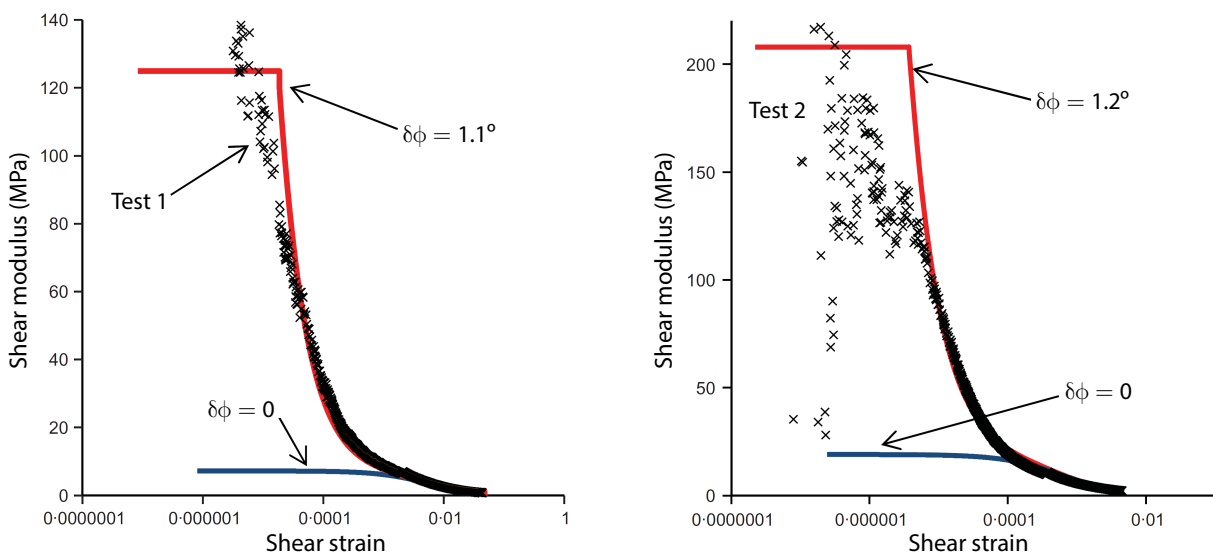 140
120
100
80
60
40
20
0
Shear modulus (MPa)
δϕ = 1.1°
Test 1
δϕ = 0
0·0000001
0·000001
0·0001
0·01
1
Shear strain
200
150
100
50
0
Shear modulus (MPa)
Test 2
δϕ = 1.2°
δϕ = 0
0·0000001
0·000001
0·0001
0·01
Shear strain